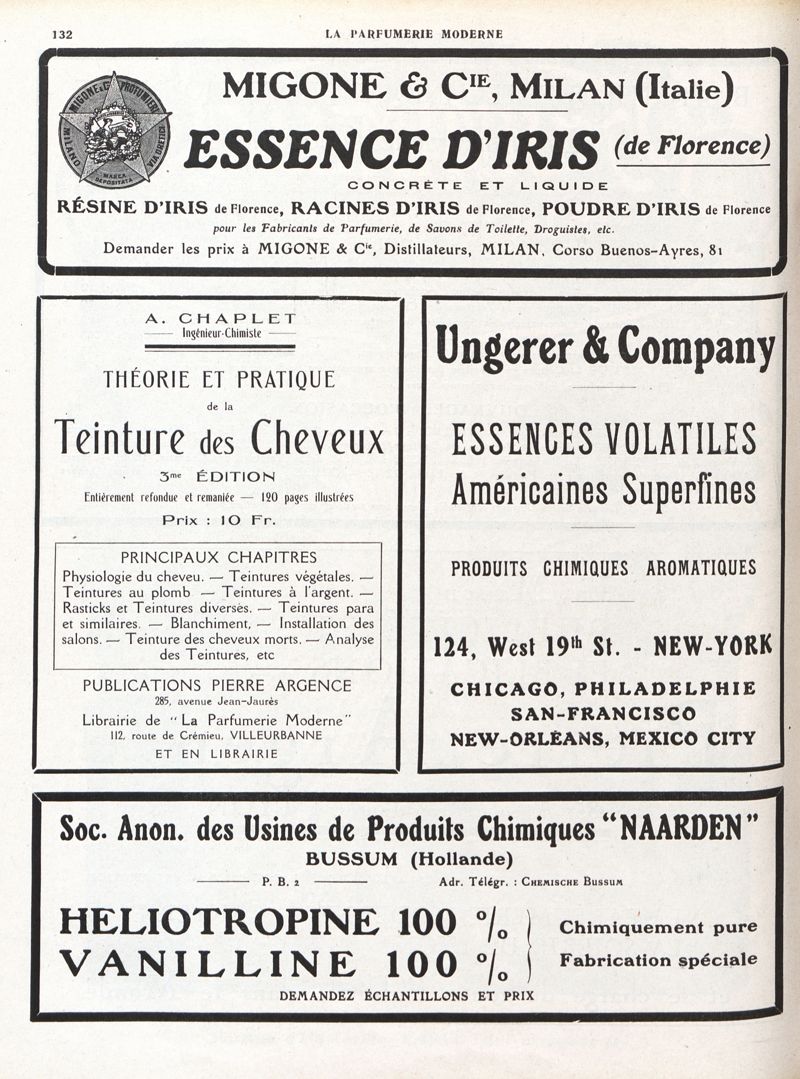 132
LA PARFUMERIE MODERNE
MIGONE & C.
PROFUMIERI
MILANO
VIA OREFICI
MARCA
DEPOSITATA
MIGONE & CIE, MILAN (Italie)
ESSENCE D'IRIS (de Florence)
CONCRÈTE ET LIQUIDE
RÉSINE D'IRIS de Florence, RACINES D'IRIS de Florence, POUDRE D'IRIS de Florence
pour les Fabricants de Parfumerie, de Savons de Toilette, Droguistes, etc.
Demander les prix à MIGONE & Cie, Distillateurs, MILAN, Corso Buenos-Ayres, 81
A. CHAPLET
Ingénieur-Chimiste
THÉORIE ET PRATIQUE
de la
Teinture des Cheveux
3me ÉDITION
Entièrement refondue et remaniée — 120 pages illustrées
Prix : 10 Fr.
PRINCIPAUX CHAPITRES
Physiologie du cheveu. — Teintures végétales. —
Teintures au plomb — Teintures à l'argent. —
Rasticks et Teintures diverses. — Teintures para
et similaires. — Blanchiment, — Installation des
salons. — Teinture des cheveux morts. — Analyse
des Teintures, etc
PUBLICATIONS PIERRE ARGENCE
285, avenue Jean-Jaurès
Librairie de "La Parfumerie Moderne"
112, route de Crémieu, VILLEURBANNE
ET EN LIBRAIRIE
Ungerer & Company
ESSENCES VOLATILES
Américaines Superfines
PRODUITS CHIMIQUES AROMATIQUES
124, West 19th St. - NEW-YORK
CHICAGO, PHILADELPHIE
SAN-FRANCISCO
NEW-ORLÉANS, MEXICO CITY
Soc. Anon. des Usines de Produits Chimiques "NAARDEN"
BUSSUM (Hollande)
P. B. 2 Adr. Télégr. : CHEMISCHE BUSSUM
HELIOTROPINE 100 % Chimiquement pure
VANILLINE 100 % Fabrication spéciale
DEMANDEZ ÉCHANTILLONS ET PRIX